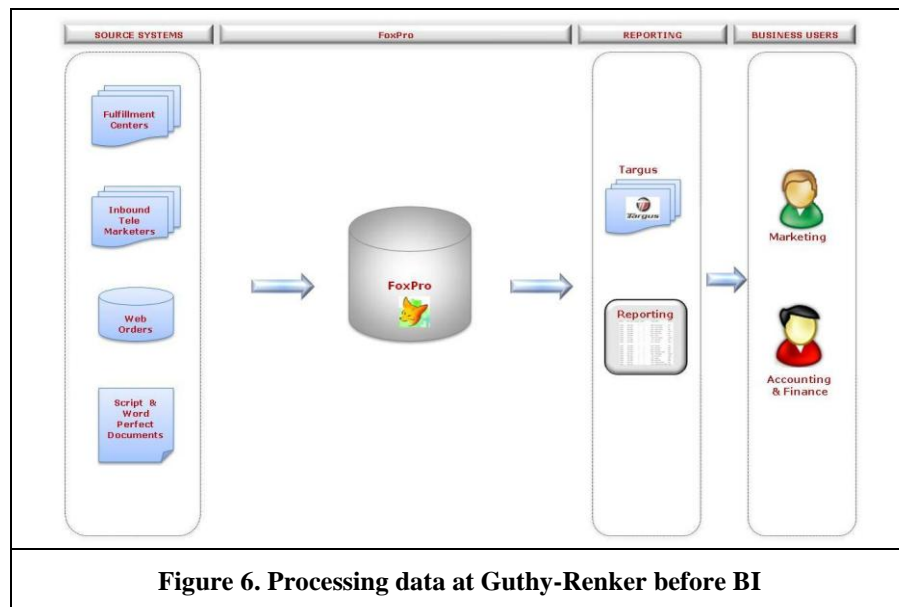 SOURCE SYSTEMS
FoxPro
REPORTING
BUSINESS USERS
Fulfillment
Centers
Inbound
Tele
Marketers
Web
Orders
Script &
Word
Perfect
Documents
FoxPro
Targus
Targus
Reporting
Marketing
Accounting
& Finance
Figure 6. Processing data at Guthy-Renker before BI